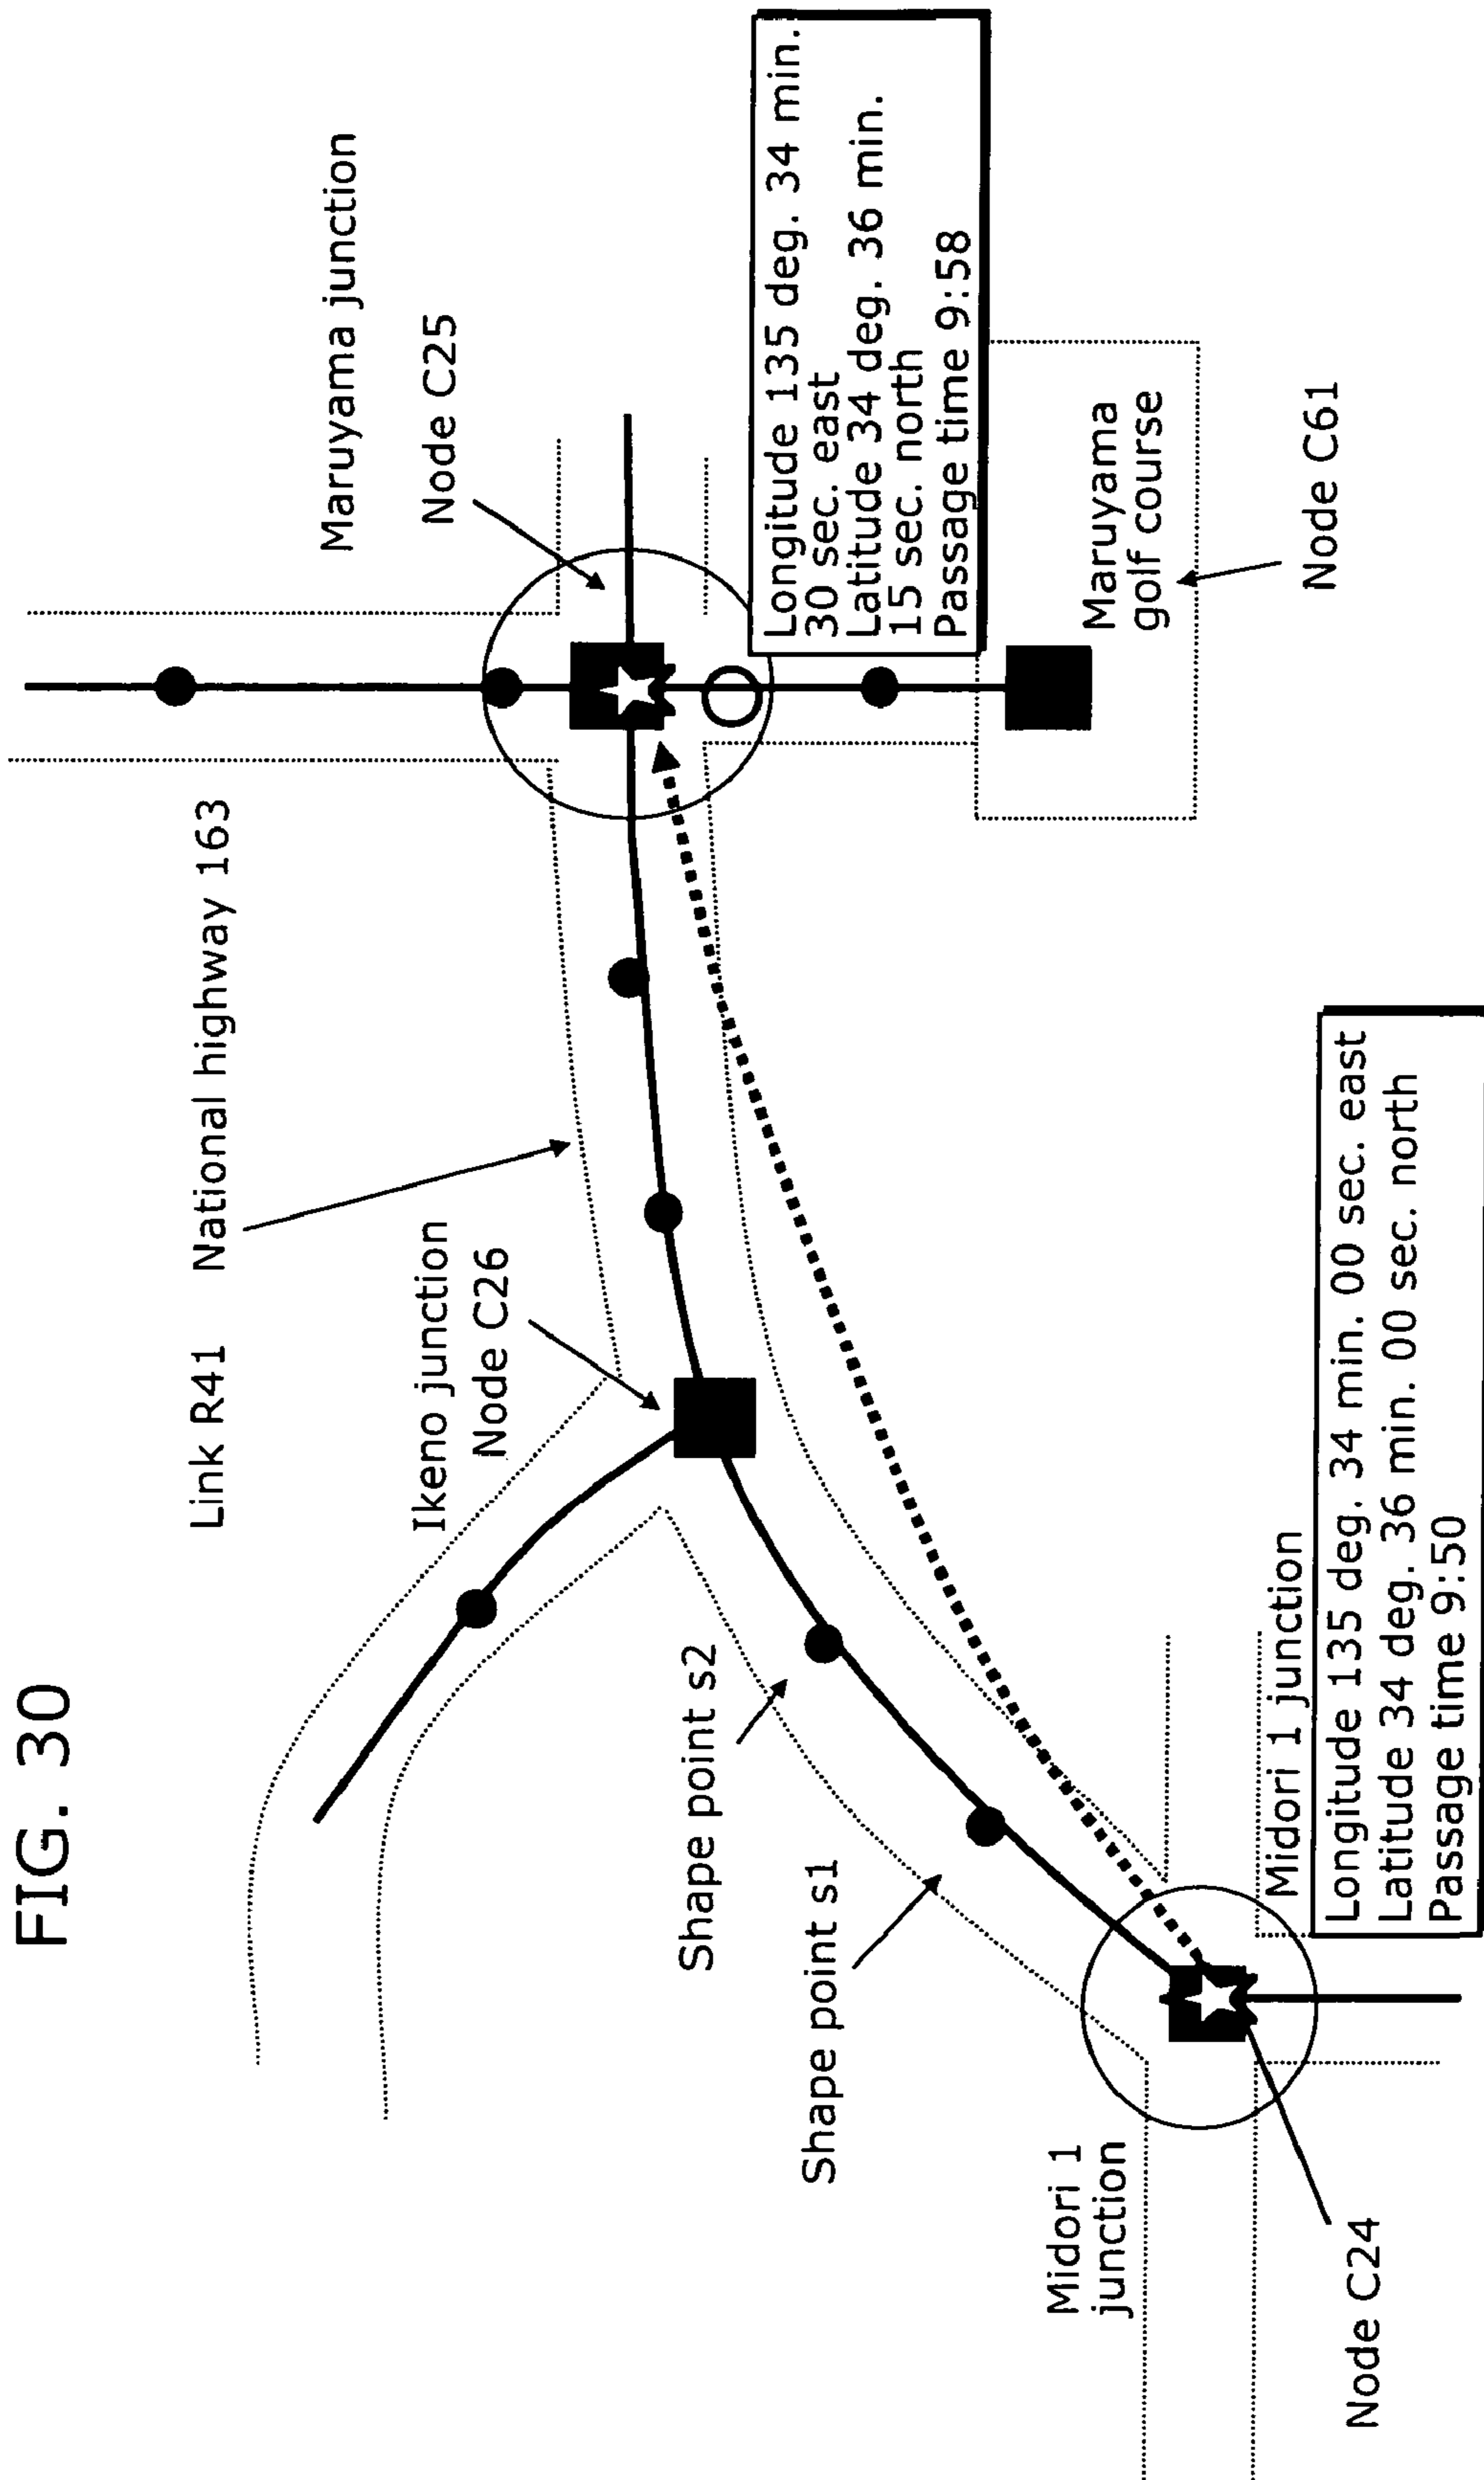 FIG. 30
Link R41 National highway 163
Maruyama junction
Node C25
Ikeno junction
Node C26
Shape point s2
Shape point s1
Longitude 135 deg. 34 min.
30 sec. east
Latitude 34 deg. 36 min.
15 sec. north
Passage time 9:58
Maruyama
golf course
Node C61
Midori 1
junction
Node C24
Midori 1 junction
Longitude 135 deg. 34 min. 00 sec. east
Latitude 34 deg. 36 min. 00 sec. north
Passage time 9:50